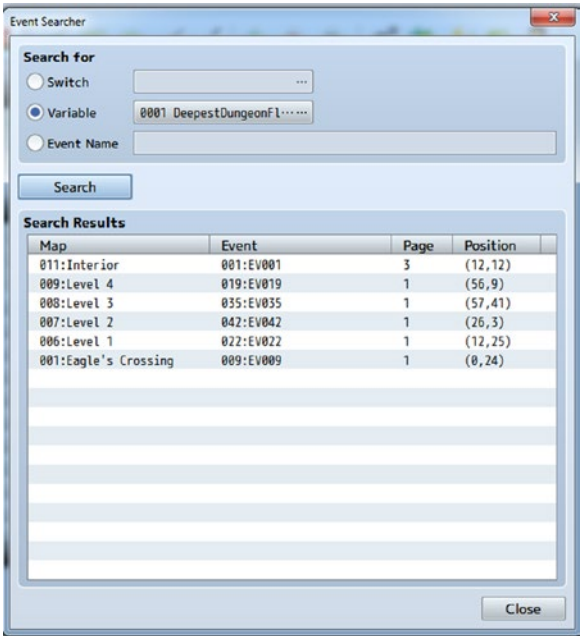 Event Searcher
Search for
Switch ...
Variable 0001 DeepestDungeonFl... ...
Event Name
Search
Search Results
Map Event Page Position
011:Interior 001:EV001 3 (12,12)
009:Level 4 019:EV019 1 (56,9)
008:Level 3 035:EV035 1 (57,41)
007:Level 2 042:EV042 1 (26,3)
006:Level 1 022:EV022 1 (12,25)
001:Eagle's Crossing 009:EV009 1 (0,24)
Close